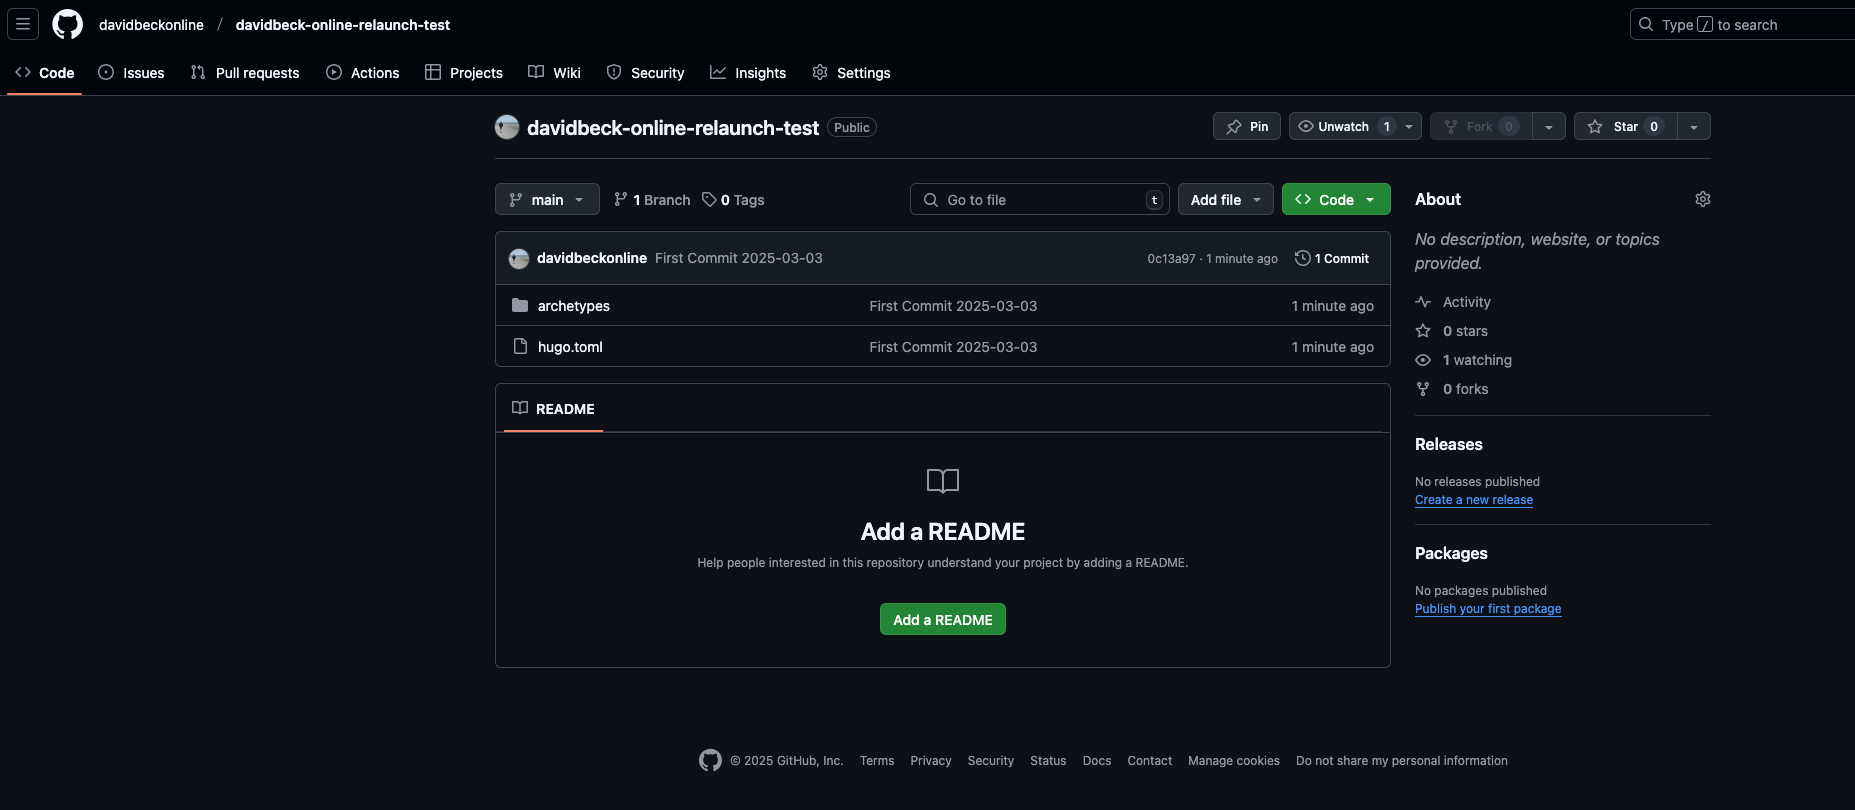 davidbeckonline / davidbeck-online-relaunch-test
Type / to search
Code Issues Pull requests Actions Projects Wiki Security Insights Settings
davidbeck-online-relaunch-test Public
Pin Unwatch 1 Fork 0 Star 0
main 1 Branch 0 Tags Go to file t Add file Code
davidbeckonline First Commit 2025-03-03 0c13a97 · 1 minute ago 1 Commit
archetypes First Commit 2025-03-03 1 minute ago
hugo.toml First Commit 2025-03-03 1 minute ago
README
Add a README
Help people interested in this repository understand your project by adding a README.
Add a README
About
No description, website, or topics
provided.
Activity
0 stars
1 watching
0 forks
Releases
No releases published
Create a new release
Packages
No packages published
Publish your first package
© 2025 GitHub, Inc. Terms Privacy Security Status Docs Contact Manage cookies Do not share my personal information